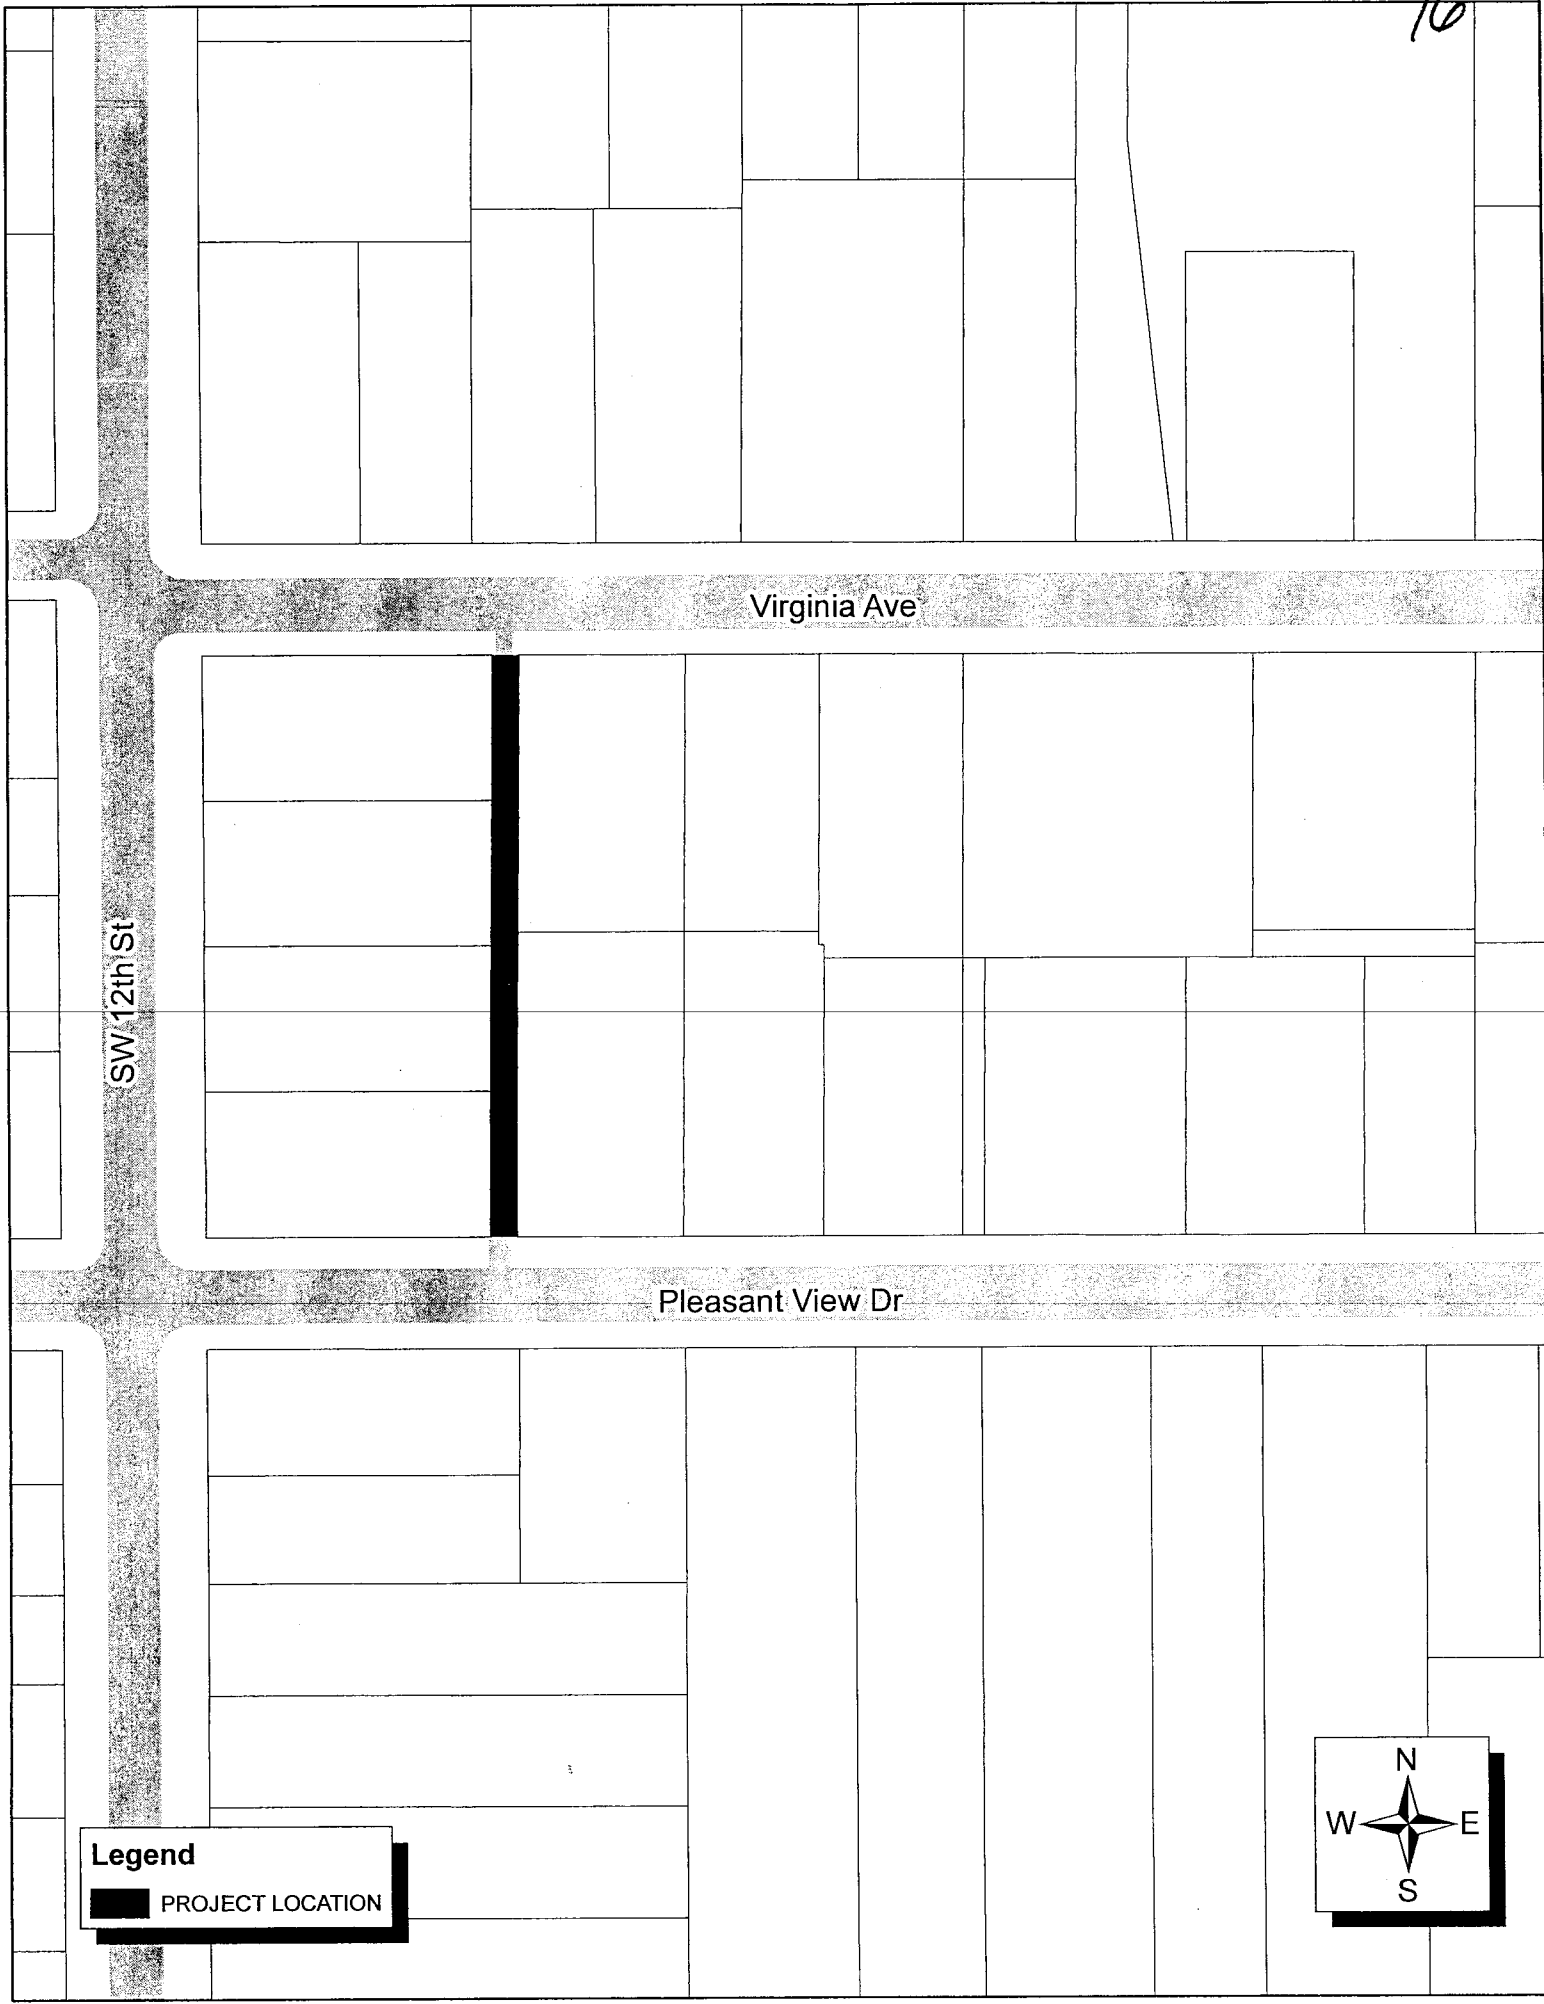 16
Virginia Ave
SW 12th St
Pleasant View Dr
Legend
PROJECT LOCATION
N
W E
S